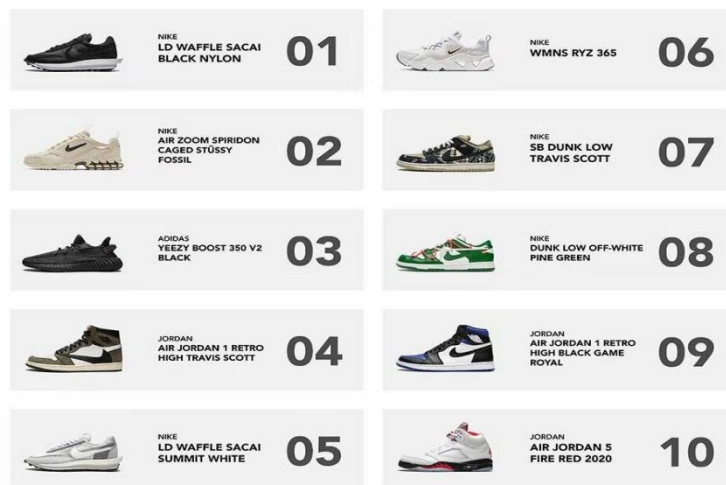 NIKE
LD WAFFLE SACAI
BLACK NYLON
01
NIKE
AIR ZOOM SPIRIDON
CAGED STÜSSY
FOSSIL
02
ADIDAS
YEEZY BOOST 350 V2
BLACK
03
JORDAN
AIR JORDAN 1 RETRO
HIGH TRAVIS SCOTT
04
NIKE
LD WAFFLE SACAI
SUMMIT WHITE
05
NIKE
WMNS RYZ 365
06
NIKE
SB DUNK LOW
TRAVIS SCOTT
07
NIKE
DUNK LOW OFF-WHITE
PINE GREEN
08
JORDAN
AIR JORDAN 1 RETRO
HIGH BLACK GAME
ROYAL
09
JORDAN
AIR JORDAN 5
FIRE RED 2020
10